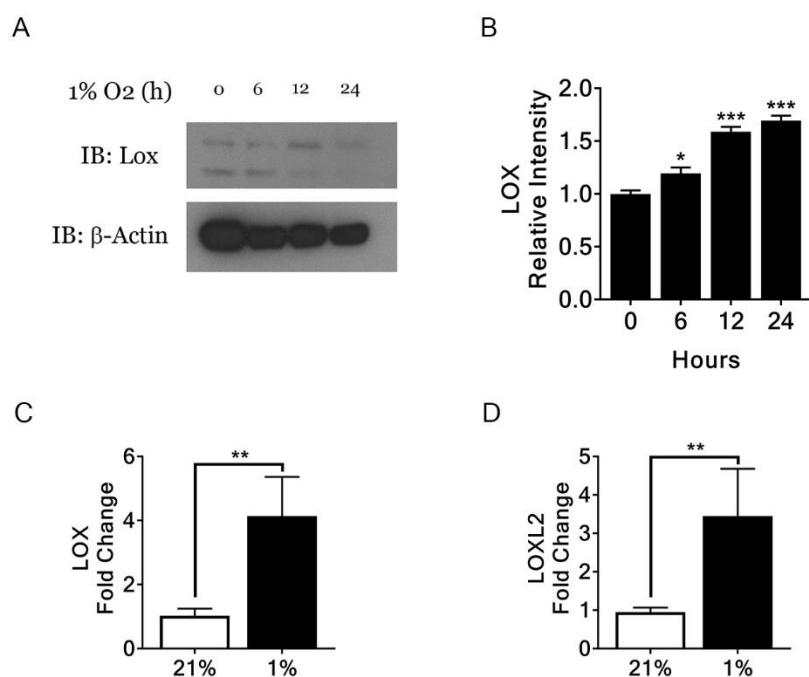 A
1% O2 (h) 0 6 12 24
IB: Lox
IB: β-Actin
B
LOX
Relative Intensity
2.0
1.5
1.0
0.5
0.0
* *** ***
0 6 12 24
Hours
C
LOX
Fold Change
6
4
2
0
**
21% 1%
D
LOXL2
Fold Change
5
4
3
2
1
0
**
21% 1%